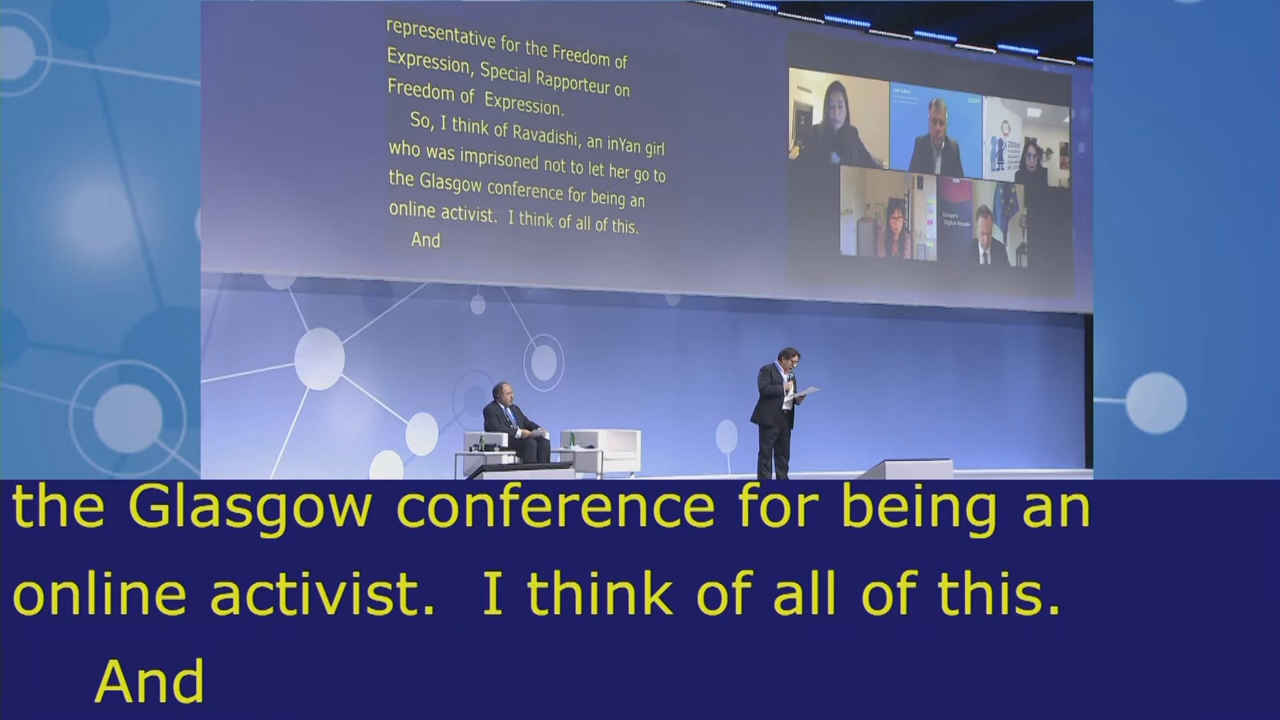 representative for the Freedom of
Expression, Special Rapporteur on
Freedom of Expression.
So, I think of Ravadishi, an inYan girl
who was imprisoned not to let her go to
the Glasgow conference for being an
online activist. I think of all of this.
And
ZERO
the Glasgow conference for being an
online activist. I think of all of this.
And